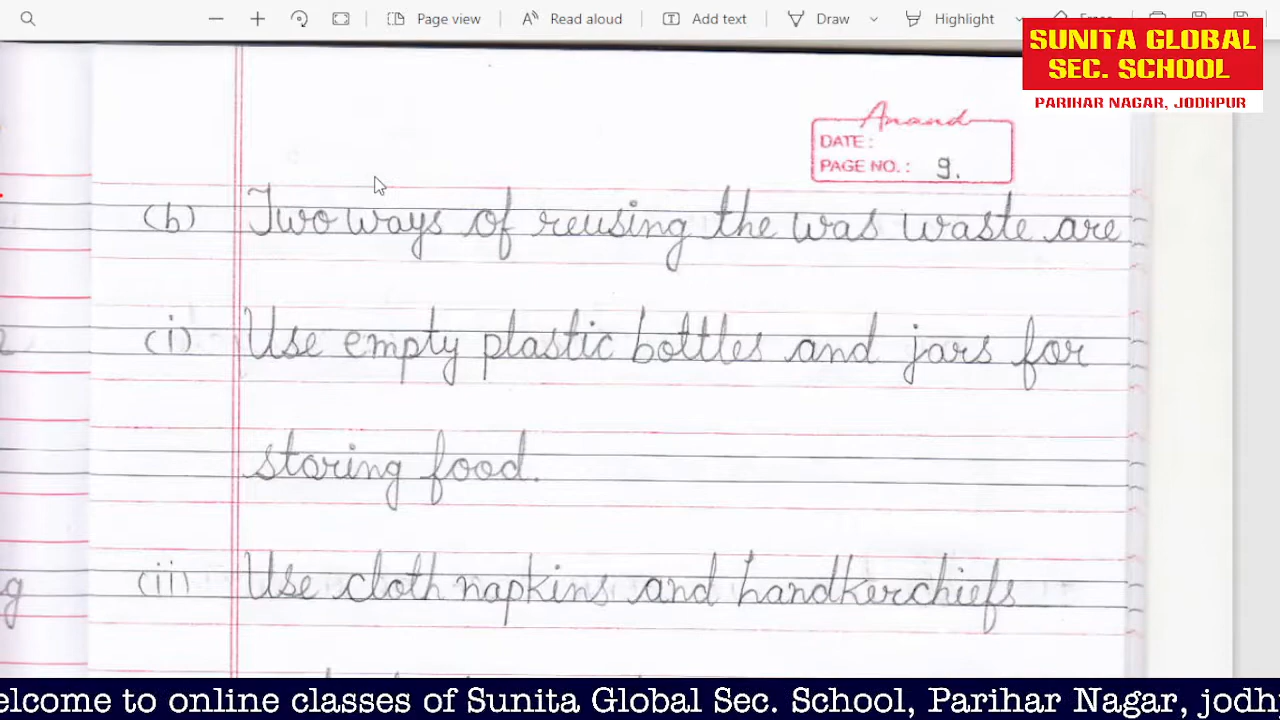 Page view
Read aloud
Add text
Draw
Highlight
SUNITA GLOBAL
SEC. SCHOOL
PARIHAR NAGAR, JODHPUR
Anand
DATE :
PAGE NO. : 9.
(b) Two ways of reusing the was waste are
(i) Use empty plastic bottles and jars for
storing food.
(ii) Use cloth napkins and handkerchiefs
elcome to online classes of Sunita Global Sec. School, Parihar Nagar, jodh